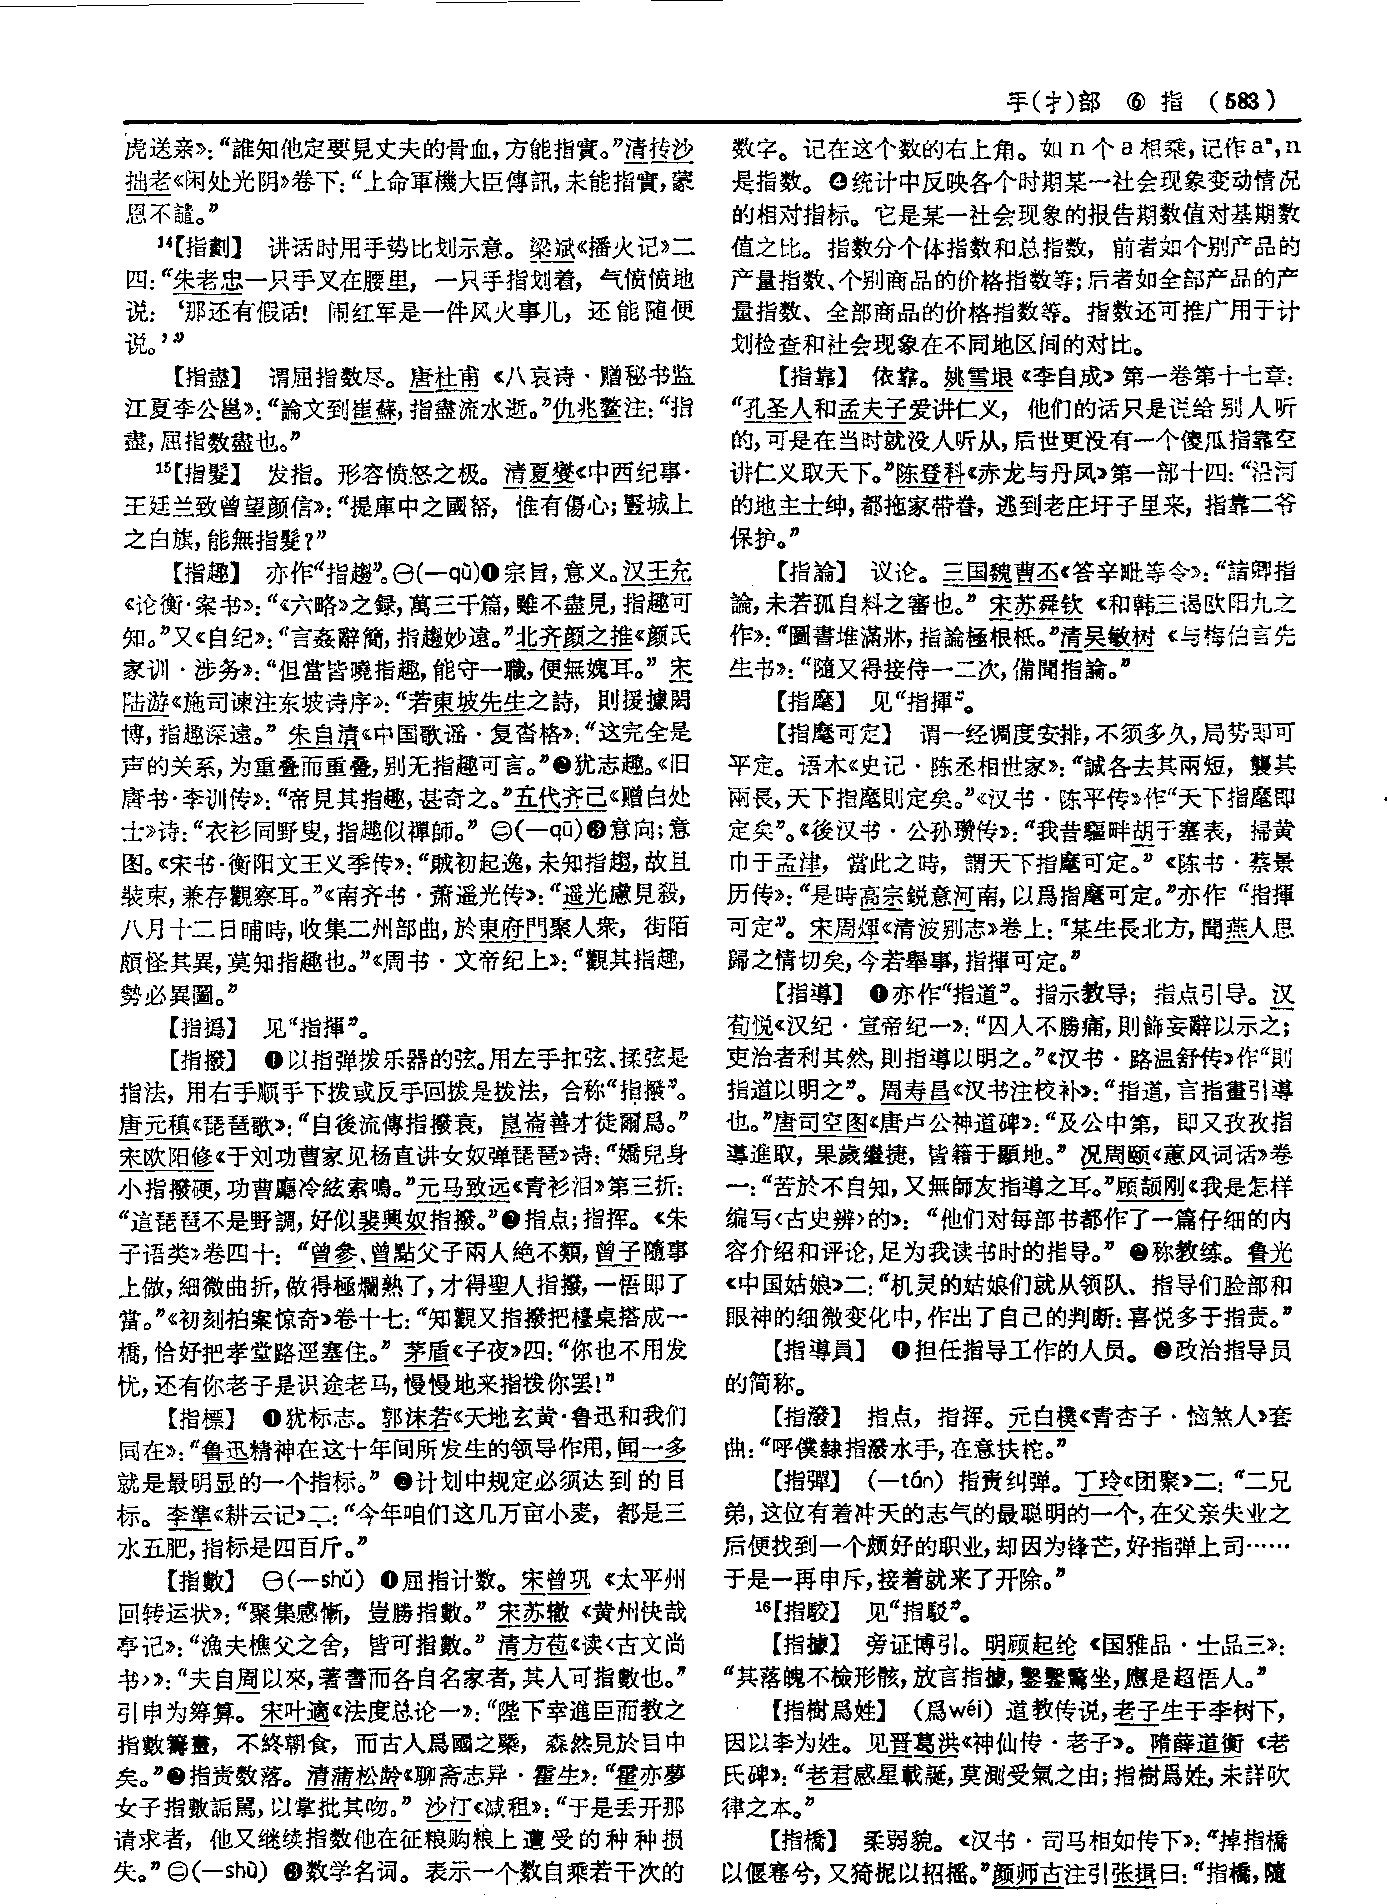 手(扌)部 ⑥ 指 (583)
虎送亲》：“誰知他定要見丈夫的骨血，方能指實。”清抟沙
拙老《闲处光阴》卷下：“上命軍機大臣傳訊，未能指實，蒙
恩不譴。”
¹⁴【指劃】 讲话时用手势比划示意。梁斌《播火记》二
四：“朱老忠一只手叉在腰里，一只手指划着，气愤愤地
说：‘那还有假话！闹红军是一件风火事儿，还能随便
说。’”
【指盡】 谓屈指数尽。唐杜甫《八哀诗·赠秘书监
江夏李公邕》：“論文到崔蘇，指盡流水逝。”仇兆鳌注：“指
盡，屈指数盡也。”
¹⁵【指髮】 发指。形容愤怒之极。清夏燮《中西纪事·
王廷兰致曾望颜信》：“提庫中之國帑，惟有傷心；豎城上
之白旗，能無指髮？”
【指趣】 亦作“指趨”。㊀(—qù)❶宗旨，意义。汉王充
《论衡·案书》：“《六略》之録，萬三千篇，雖不盡見，指趣可
知。”又《自纪》：“言姦辭簡，指趨妙遠。”北齐颜之推《颜氏
家训·涉务》：“但當皆曉指趣，能守一職，便無媿耳。”宋
陆游《施司谏注东坡诗序》：“若東坡先生之詩，則援據閎
博，指趣深遠。”朱自清《中国歌谣·复沓格》：“这完全是
声的关系，为重叠而重叠，别无指趣可言。”❷犹志趣。《旧
唐书·李训传》：“帝見其指趣，甚奇之。”五代齐己《赠白处
士》诗：“衣衫同野叟，指趣似禪師。”㊁(—qū)❸意向；意
图。《宋书·衡阳文王义季传》：“賊初起逸，未知指趨，故且
裝束，兼存觀察耳。”《南齐书·萧遥光传》：“遥光慮見殺，
八月十二日晡時，收集二州部曲，於東府門聚人衆，街陌
頗怪其異，莫知指趣也。”《周书·文帝纪上》：“觀其指趣，
勢必異圖。”
【指撝】 见“指揮”。
【指撥】 ❶以指弹拨乐器的弦。用左手扣弦、揉弦是
指法，用右手顺手下拨或反手回拨是拨法，合称“指撥”。
唐元稹《琵琶歌》：“自後流傳指撥衰，崑崙善才徒爾爲。”
宋欧阳修《于刘功曹家见杨直讲女奴弹琵琶》诗：“嬌兒身
小指撥硬，功曹廳冷絃索鳴。”元马致远《青衫泪》第三折：
“這琵琶不是野調，好似裴興奴指撥。”❷指点；指挥。《朱
子语类》卷四十：“曾參、曾點父子兩人絶不類，曾子隨事
上做，細微曲折，做得極爛熟了，才得聖人指撥，一悟即了
當。”《初刻拍案惊奇》卷十七：“知觀又指撥把檯桌搭成一
橋，恰好把孝堂路逕塞住。”茅盾《子夜》四：“你也不用发
忧，还有你老子是识途老马，慢慢地来指拨你罢！”
【指標】 ❶犹标志。郭沫若《天地玄黄·鲁迅和我们
同在》：“鲁迅精神在这十年间所发生的领导作用，闻一多
就是最明显的一个指标。”❷计划中规定必须达到的目
标。李準《耕云记》二：“今年咱们这几万亩小麦，都是三
水五肥，指标是四百斤。”
【指數】 ㊀(—shǔ) ❶屈指计数。宋曾巩《太平州
回转运状》：“聚集感慚，豈勝指數。”宋苏辙《黄州快哉
亭记》：“漁夫樵父之舍，皆可指數。”清方苞《读〈古文尚
书〉》：“夫自周以來，著書而各自名家者，其人可指數也。”
引申为筹算。宋叶適《法度总论一》：“陛下幸進臣而教之
指數籌畫，不終朝食，而古人爲國之槩，森然見於目中
矣。”❷指责数落。清蒲松龄《聊斋志异·霍生》：“霍亦夢
女子指數詬駡，以掌批其吻。”沙汀《减租》：“于是丢开那
请求者，他又继续指数他在征粮购粮上遭受的种种损
失。”㊁(—shù) ❸数学名词。表示一个数自乘若干次的
数字。记在这个数的右上角。如n个a相乘，记作aⁿ，n
是指数。❹统计中反映各个时期某一社会现象变动情况
的相对指标。它是某一社会现象的报告期数值对基期数
值之比。指数分个体指数和总指数，前者如个别产品的
产量指数、个别商品的价格指数等；后者如全部产品的产
量指数、全部商品的价格指数等。指数还可推广用于计
划检查和社会现象在不同地区间的对比。
【指靠】 依靠。姚雪垠《李自成》第一卷第十七章：
“孔圣人和孟夫子爱讲仁义，他们的话只是说给别人听
的，可是在当时就没人听从，后世更没有一个傻瓜指靠空
讲仁义取天下。”陈登科《赤龙与丹凤》第一部十四：“沿河
的地主士绅，都拖家带眷，逃到老庄圩子里来，指靠二爷
保护。”
【指論】 议论。三国魏曹丕《答辛毗等令》：“諸卿指
論，未若孤自料之審也。”宋苏舜钦《和韩三谒欧阳九之
作》：“圖書堆滿牀，指論極根柢。”清吴敏树《与梅伯言先
生书》：“隨又得接侍一二次，備聞指論。”
【指麾】 见“指揮”。
【指麾可定】 谓一经调度安排，不须多久，局势即可
平定。语本《史记·陈丞相世家》：“誠各去其兩短，襲其
兩長，天下指麾則定矣。”《汉书·陈平传》作“天下指麾即
定矣”。《後汉书·公孙瓒传》：“我昔驅畔胡于塞表，掃黄
巾于孟津，當此之時，謂天下指麾可定。”《陈书·蔡景
历传》：“是時高宗鋭意河南，以爲指麾可定。”亦作“指揮
可定”。宋周煇《清波别志》卷上：“某生長北方，聞燕人思
歸之情切矣，今若舉事，指揮可定。”
【指導】 ❶亦作“指道”。指示教导；指点引导。汉
荀悦《汉纪·宣帝纪一》：“囚人不勝痛，則飾妄辭以示之；
吏治者利其然，則指導以明之。”《汉书·路温舒传》作“則
指道以明之”。周寿昌《汉书注校补》：“指道，言指畫引導
也。”唐司空图《唐卢公神道碑》：“及公中第，即又孜孜指
導進取，果歲繼捷，皆籍于顯地。”况周颐《蕙风词话》卷
一：“苦於不自知，又無師友指導之耳。”顾颉刚《我是怎样
编写〈古史辨〉的》：“他们对每部书都作了一篇仔细的内
容介绍和评论，足为我读书时的指导。”❷称教练。鲁光
《中国姑娘》二：“机灵的姑娘们就从领队、指导们脸部和
眼神的细微变化中，作出了自己的判断：喜悦多于指责。”
【指導員】 ❶担任指导工作的人员。❷政治指导员
的简称。
【指潑】 指点，指挥。元白樸《青杏子·恼煞人》套
曲：“呼僕隸指潑水手，在意扶柁。”
【指彈】 (—tán) 指责纠弹。丁玲《团聚》二：“二兄
弟，这位有着冲天的志气的最聪明的一个，在父亲失业之
后便找到一个颇好的职业，却因为锋芒，好指弹上司……
于是一再申斥，接着就来了开除。”
¹⁶【指駮】 见“指駁”。
【指據】 旁证博引。明顾起纶《国雅品·士品三》：
“其落魄不檢形骸，放言指據，鑿鑿驚坐，應是超悟人。”
【指樹爲姓】 (爲wéi) 道教传说，老子生于李树下，
因以李为姓。见晋葛洪《神仙传·老子》。隋薛道衡《老
氏碑》：“老君感星載誕，莫測受氣之由；指樹爲姓，未詳吹
律之本。”
【指橋】 柔弱貌。《汉书·司马相如传下》：“掉指橋
以偃蹇兮，又猗抳以招摇。”颜师古注引张揖曰：“指橋，隨